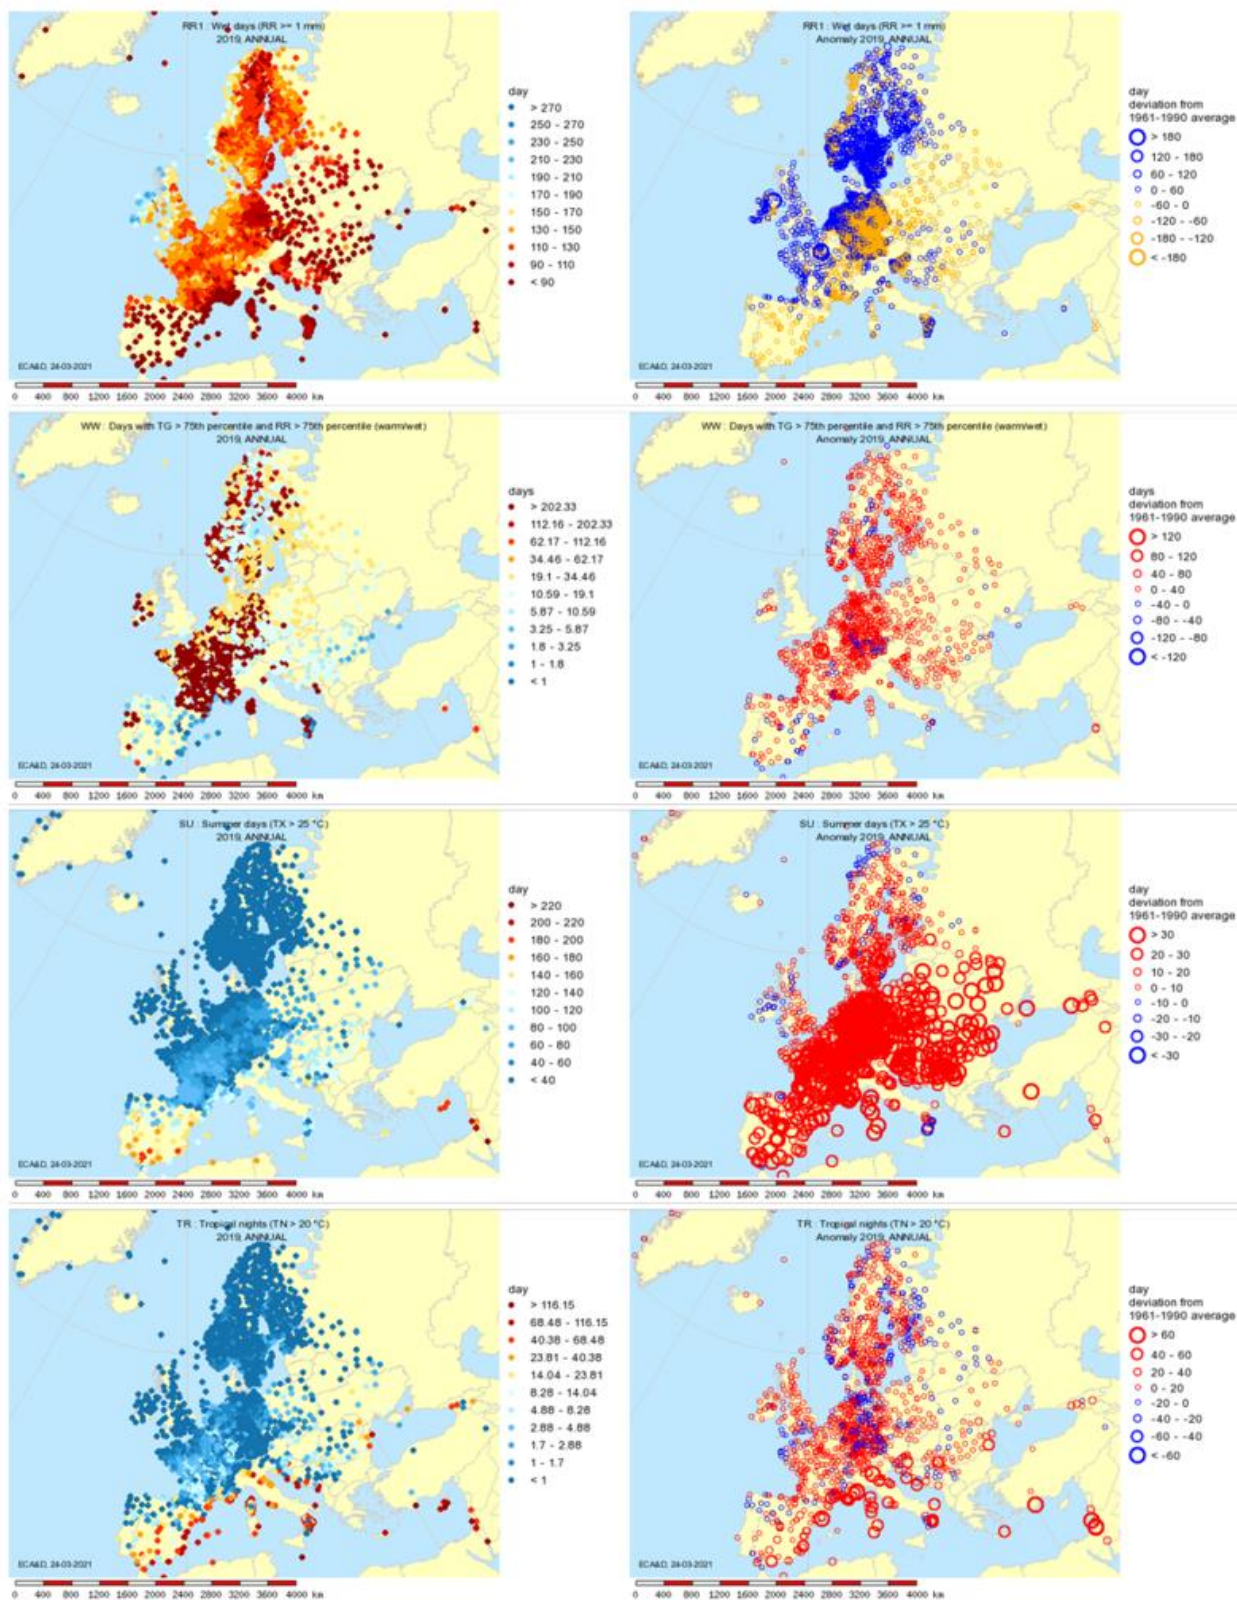 RR1 : Wet days (RR >= 1 mm)
2019, ANNUAL
day
> 270
250 - 270
230 - 250
210 - 230
190 - 210
170 - 190
150 - 170
130 - 150
110 - 130
90 - 110
< 90
ECA&D, 24-03-2021
0 400 800 1200 1600 2000 2400 2800 3200 3600 4000 km
RR1 : Wet days (RR >= 1 mm)
Anomaly 2019, ANNUAL
day
deviation from
1961-1990 average
> 180
120 - 180
60 - 120
0 - 60
-60 - 0
-120 - -60
-180 - -120
< -180
ECA&D, 24-03-2021
0 400 800 1200 1600 2000 2400 2800 3200 3600 4000 km
WW : Days with TG > 75th percentile and RR > 75th percentile (warm/wet)
2019, ANNUAL
days
> 202.33
112.16 - 202.33
62.17 - 112.16
34.46 - 62.17
19.1 - 34.46
10.59 - 19.1
5.87 - 10.59
3.25 - 5.87
1.8 - 3.25
1 - 1.8
< 1
ECA&D, 24-03-2021
0 400 800 1200 1600 2000 2400 2800 3200 3600 4000 km
WW : Days with TG > 75th percentile and RR > 75th percentile (warm/wet)
Anomaly 2019, ANNUAL
days
deviation from
1961-1990 average
> 120
80 - 120
40 - 80
0 - 40
-40 - 0
-80 - -40
-120 - -80
< -120
ECA&D, 24-03-2021
0 400 800 1200 1600 2000 2400 2800 3200 3600 4000 km
SU : Summer days (TX > 25 °C)
2019, ANNUAL
day
> 220
200 - 220
180 - 200
160 - 180
140 - 160
120 - 140
100 - 120
80 - 100
60 - 80
40 - 60
< 40
ECA&D, 24-03-2021
0 400 800 1200 1600 2000 2400 2800 3200 3600 4000 km
SU : Summer days (TX > 25 °C)
Anomaly 2019, ANNUAL
day
deviation from
1961-1990 average
> 30
20 - 30
10 - 20
0 - 10
-10 - 0
-20 - -10
-30 - -20
< -30
ECA&D, 24-03-2021
0 400 800 1200 1600 2000 2400 2800 3200 3600 4000 km
TR : Tropical nights (TN > 20 °C)
2019, ANNUAL
day
> 116.15
68.48 - 116.15
40.38 - 68.48
23.81 - 40.38
14.04 - 23.81
8.28 - 14.04
4.88 - 8.28
2.88 - 4.88
1.7 - 2.88
1 - 1.7
< 1
ECA&D, 24-03-2021
0 400 800 1200 1600 2000 2400 2800 3200 3600 4000 km
TR : Tropical nights (TN > 20 °C)
Anomaly 2019, ANNUAL
day
deviation from
1961-1990 average
> 60
40 - 60
20 - 40
0 - 20
-20 - 0
-40 - -20
-60 - -40
< -60
ECA&D, 24-03-2021
0 400 800 1200 1600 2000 2400 2800 3200 3600 4000 km